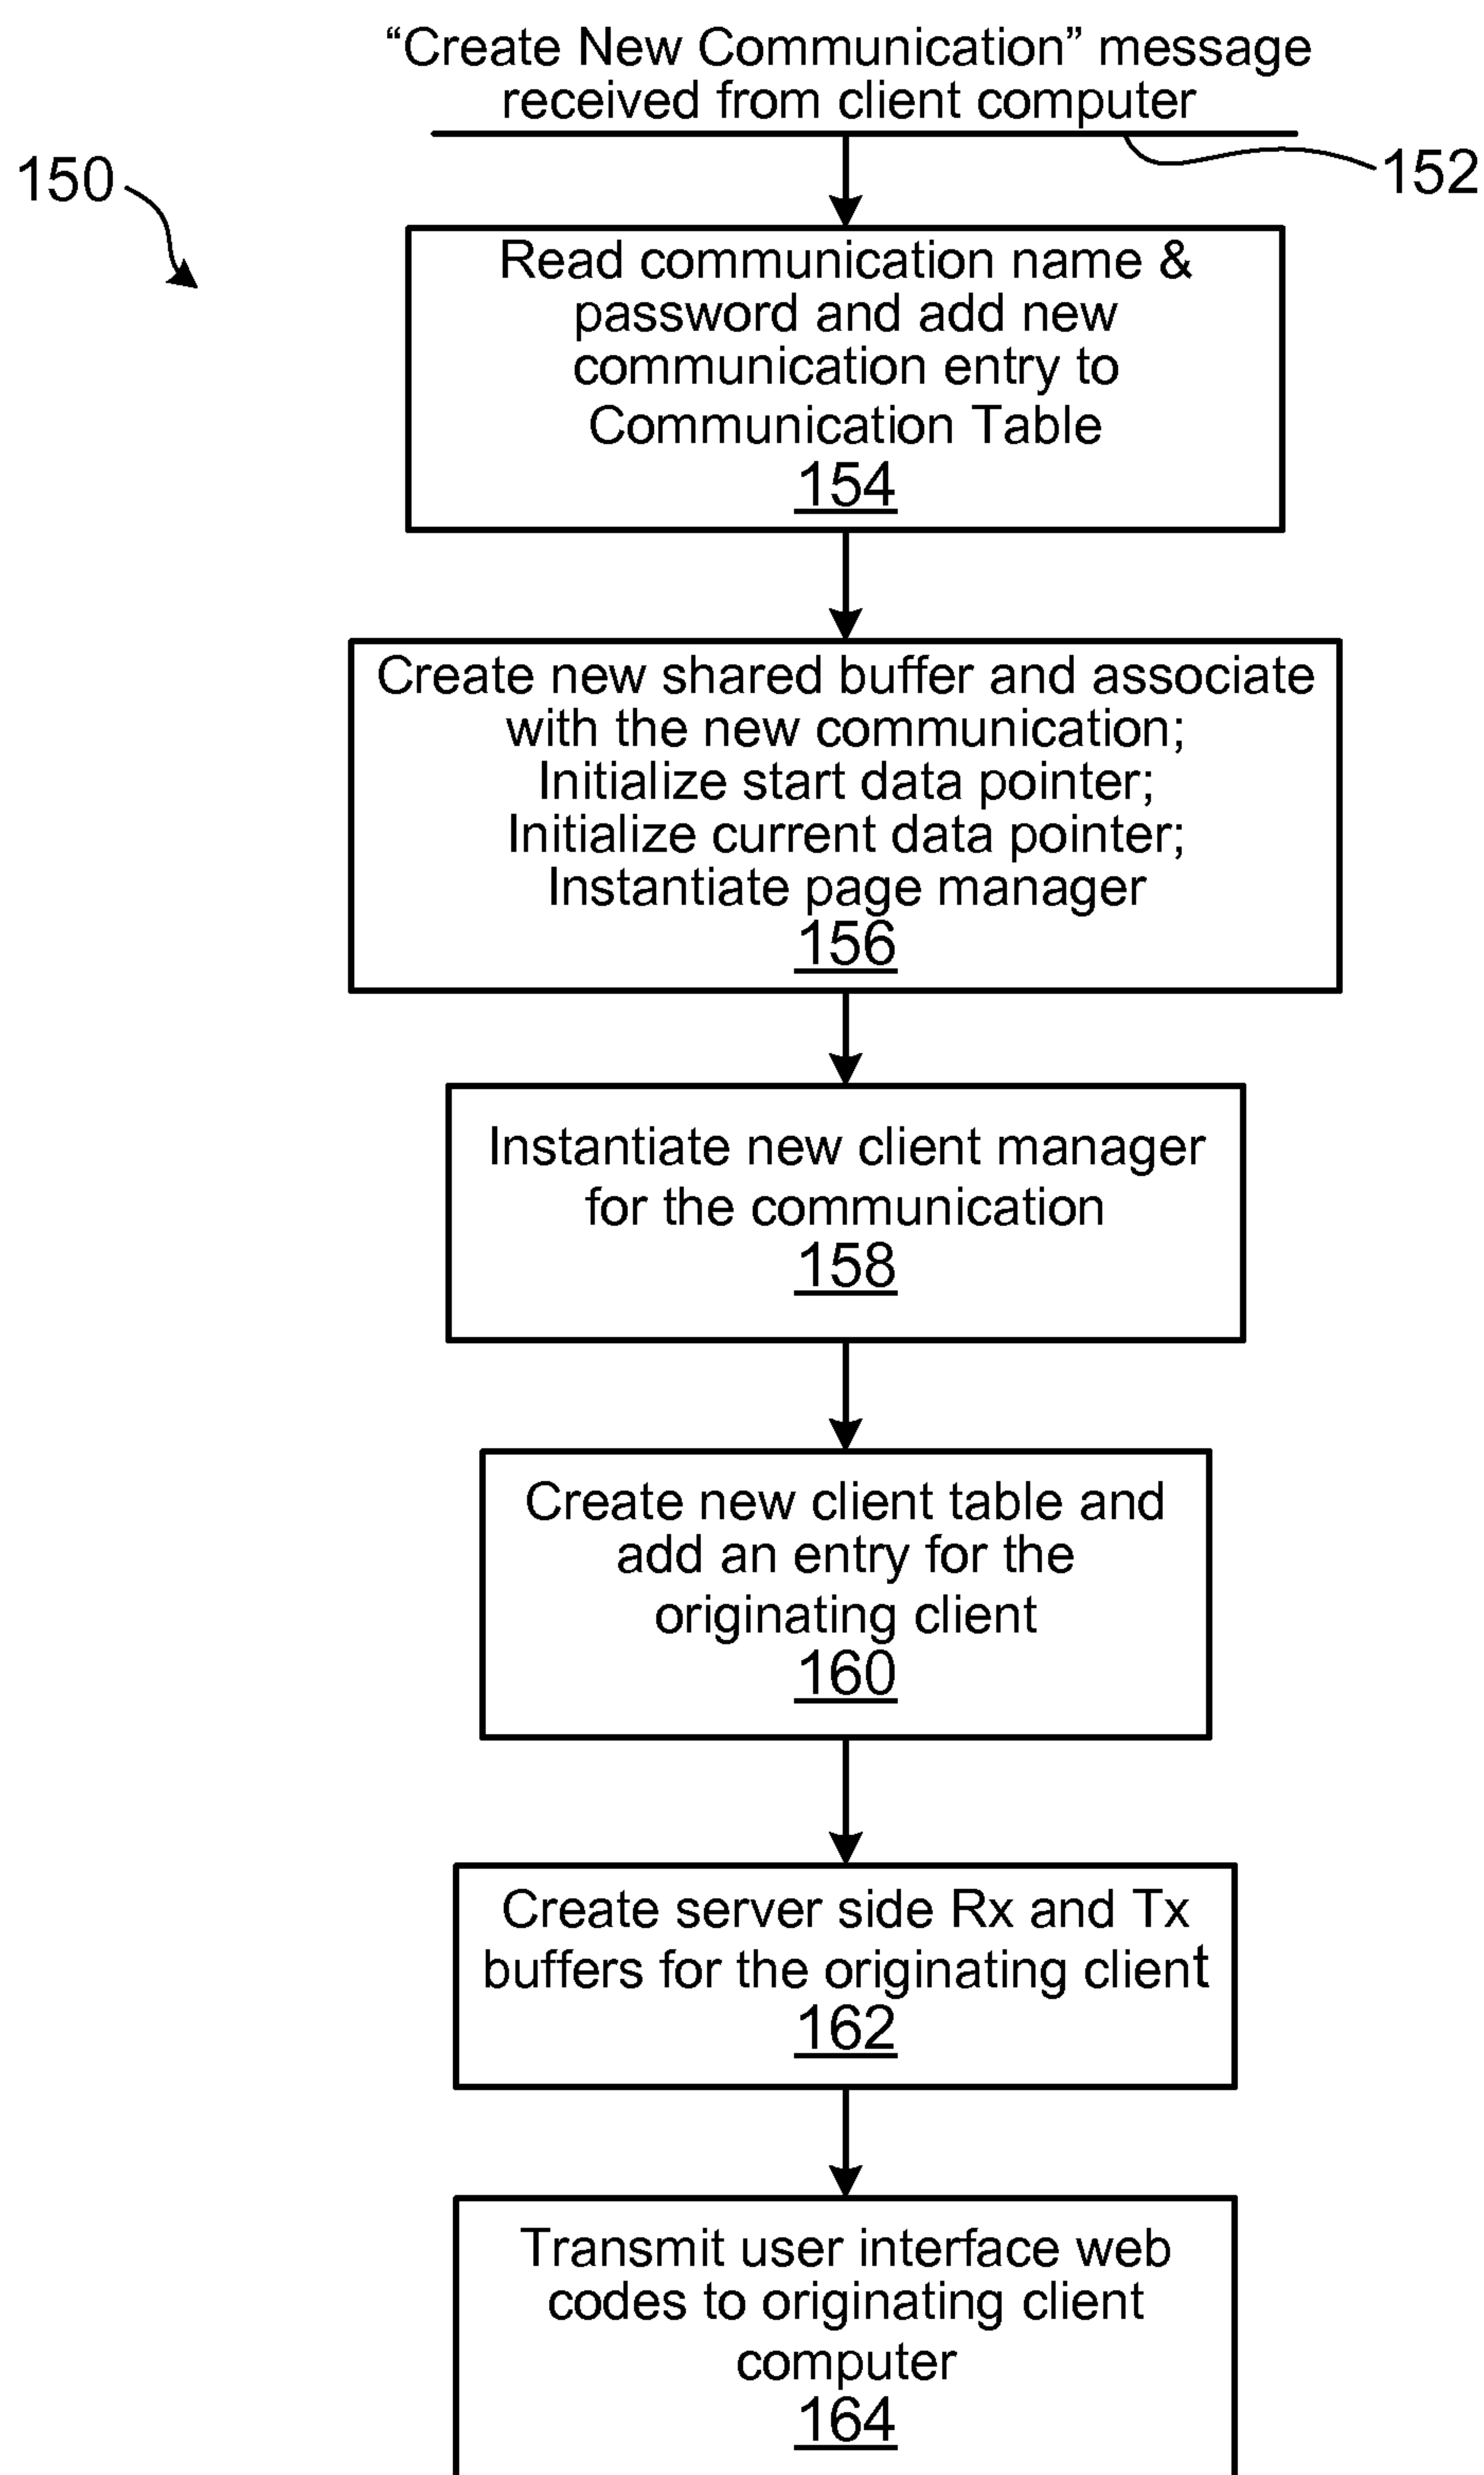 “Create New Communication” message
received from client computer
150
152
Read communication name &
password and add new
communication entry to
Communication Table
154
Create new shared buffer and associate
with the new communication;
Initialize start data pointer;
Initialize current data pointer;
Instantiate page manager
156
Instantiate new client manager
for the communication
158
Create new client table and
add an entry for the
originating client
160
Create server side Rx and Tx
buffers for the originating client
162
Transmit user interface web
codes to originating client
computer
164